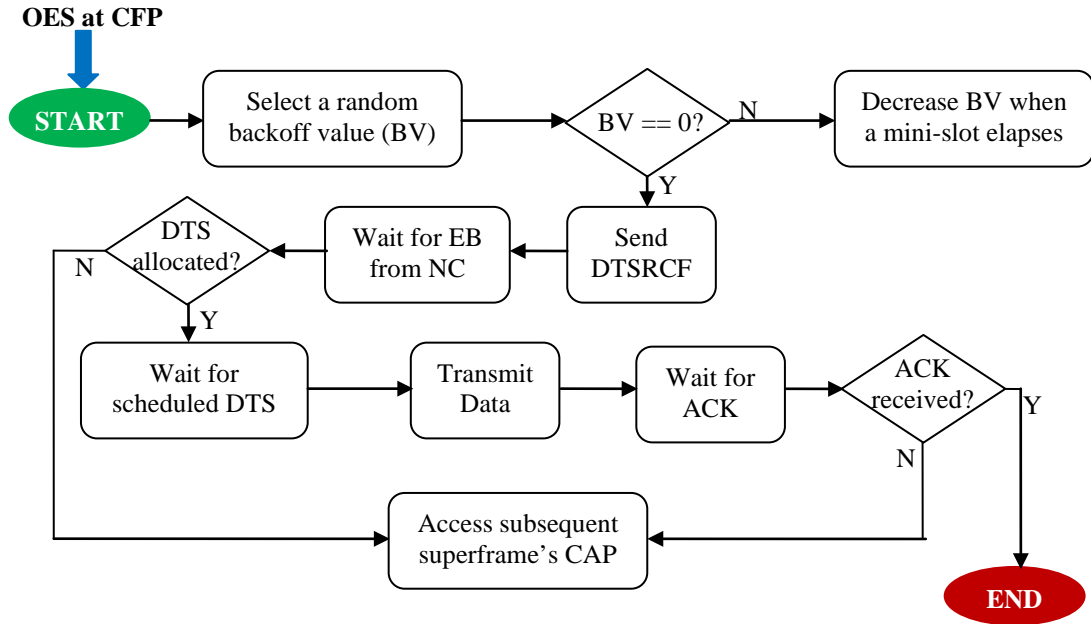 OES at CFP
START
Select a random
backoff value (BV)
BV == 0?
N
Decrease BV when
a mini-slot elapses
Y
Send
DTSRCF
Wait for EB
from NC
DTS
allocated?
N
Y
Wait for
scheduled DTS
Transmit
Data
Wait for
ACK
ACK
received?
Y
N
Access subsequent
superframe’s CAP
END